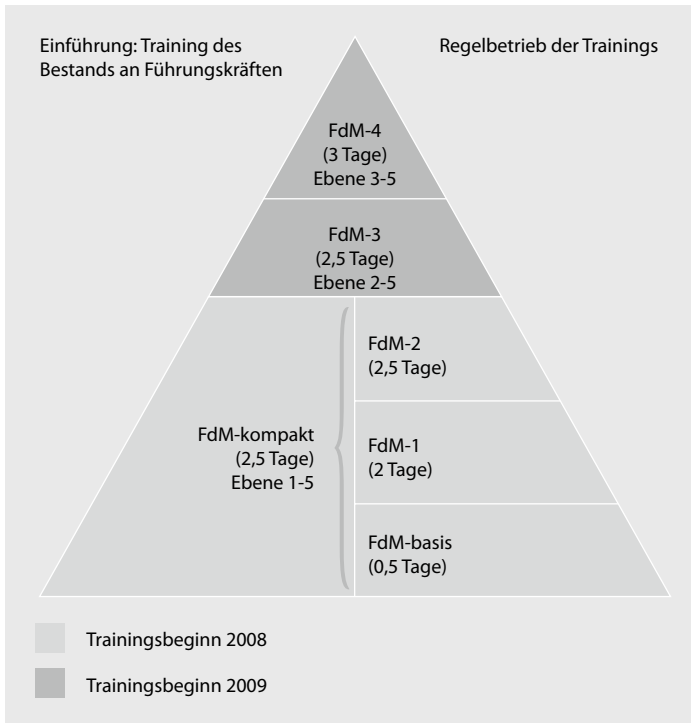 Einführung: Training des
Bestands an Führungskräften
Regelbetrieb der Trainings
FdM-4
(3 Tage)
Ebene 3-5
FdM-3
(2,5 Tage)
Ebene 2-5
FdM-kompakt
(2,5 Tage)
Ebene 1-5
FdM-2
(2,5 Tage)
FdM-1
(2 Tage)
FdM-basis
(0,5 Tage)
Trainingsbeginn 2008
Trainingsbeginn 2009